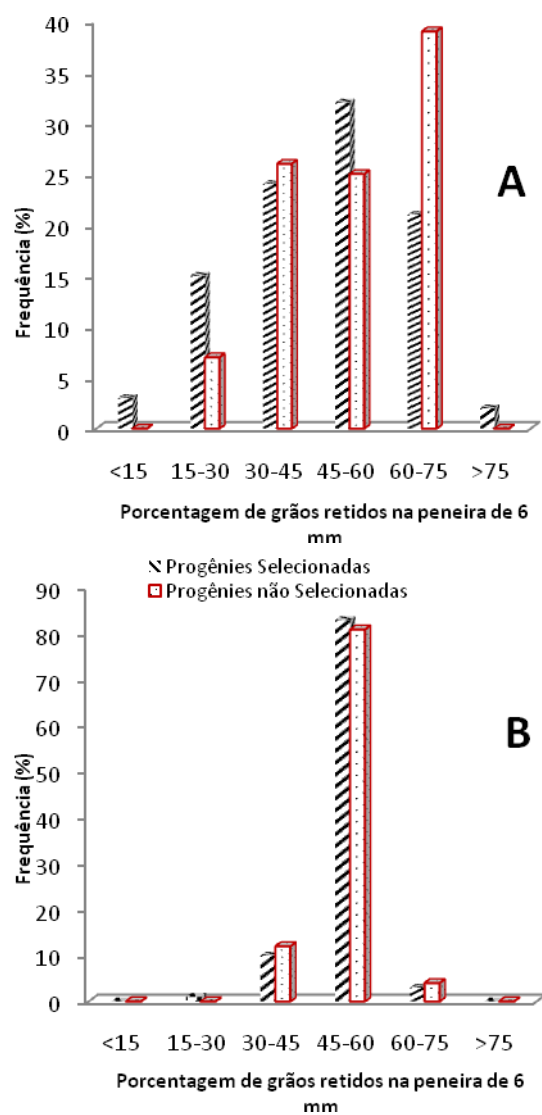 40
35
30
25
20
15
10
5
0
Frequência (%)
A
<15 15-30 30-45 45-60 60-75 >75
Porcentagem de grãos retidos na peneira de 6
mm
Progênies Selecionadas
Progênies não Selecionadas
90
80
70
60
50
40
30
20
10
0
Frequência (%)
B
<15 15-30 30-45 45-60 60-75 >75
Porcentagem de grãos retidos na peneira de 6
mm